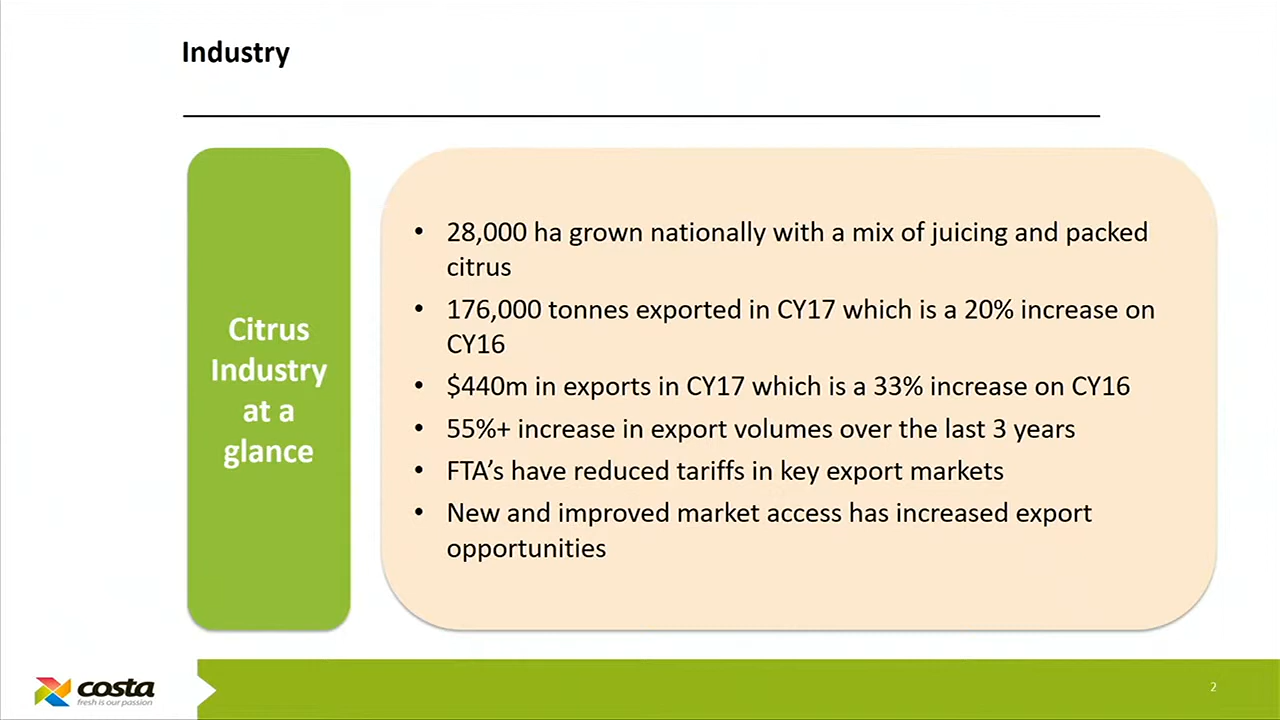 Industry
Citrus
Industry
at a
glance
• 28,000 ha grown nationally with a mix of juicing and packed
citrus
• 176,000 tonnes exported in CY17 which is a 20% increase on
CY16
• $440m in exports in CY17 which is a 33% increase on CY16
• 55%+ increase in export volumes over the last 3 years
• FTA’s have reduced tariffs in key export markets
• New and improved market access has increased export
opportunities
costa
fresh is our passion
2